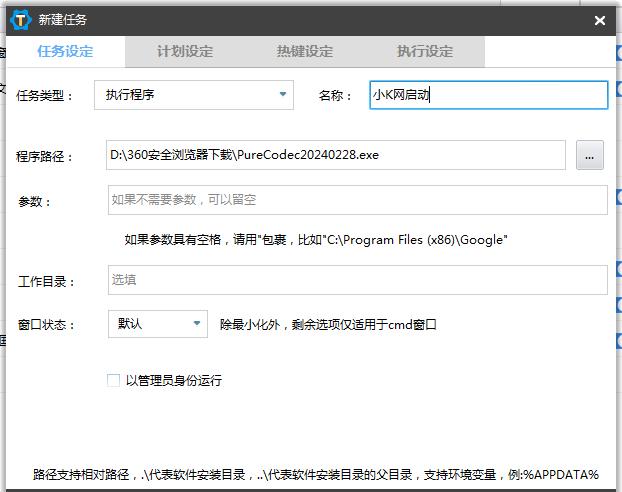 新建任务
任务设定 计划设定 热键设定 执行设定
任务类型： 执行程序 名称： 小K网启动
程序路径： D:\360安全浏览器下载\PureCodec20240228.exe ...
参数： 如果不需要参数，可以留空
如果参数具有空格，请用"包裹，比如"C:\Program Files (x86)\Google"
工作目录： 选填
窗口状态： 默认 除最小化外，剩余选项仅适用于cmd窗口
以管理员身份运行
路径支持相对路径，.\代表软件安装目录，..\代表软件安装目录的父目录，支持环境变量，例:%APPDATA%